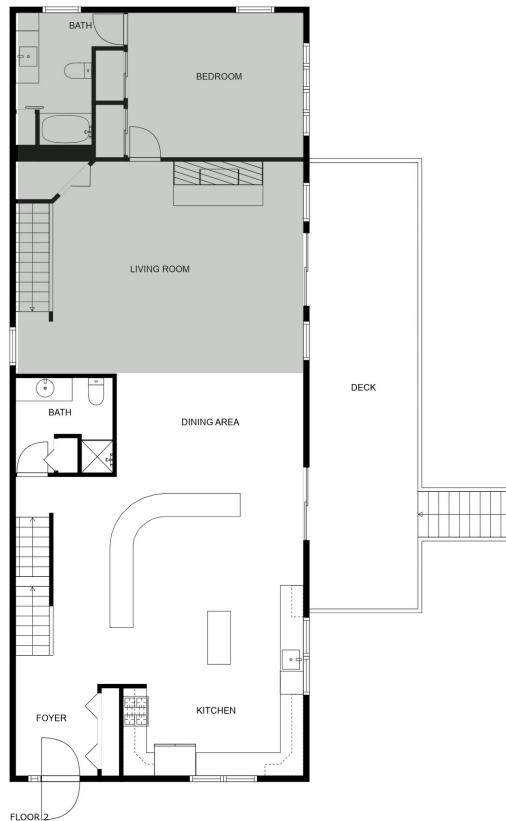 BATH
BEDROOM
LIVING ROOM
DECK
BATH
DINING AREA
KITCHEN
FOYER
FLOOR 2